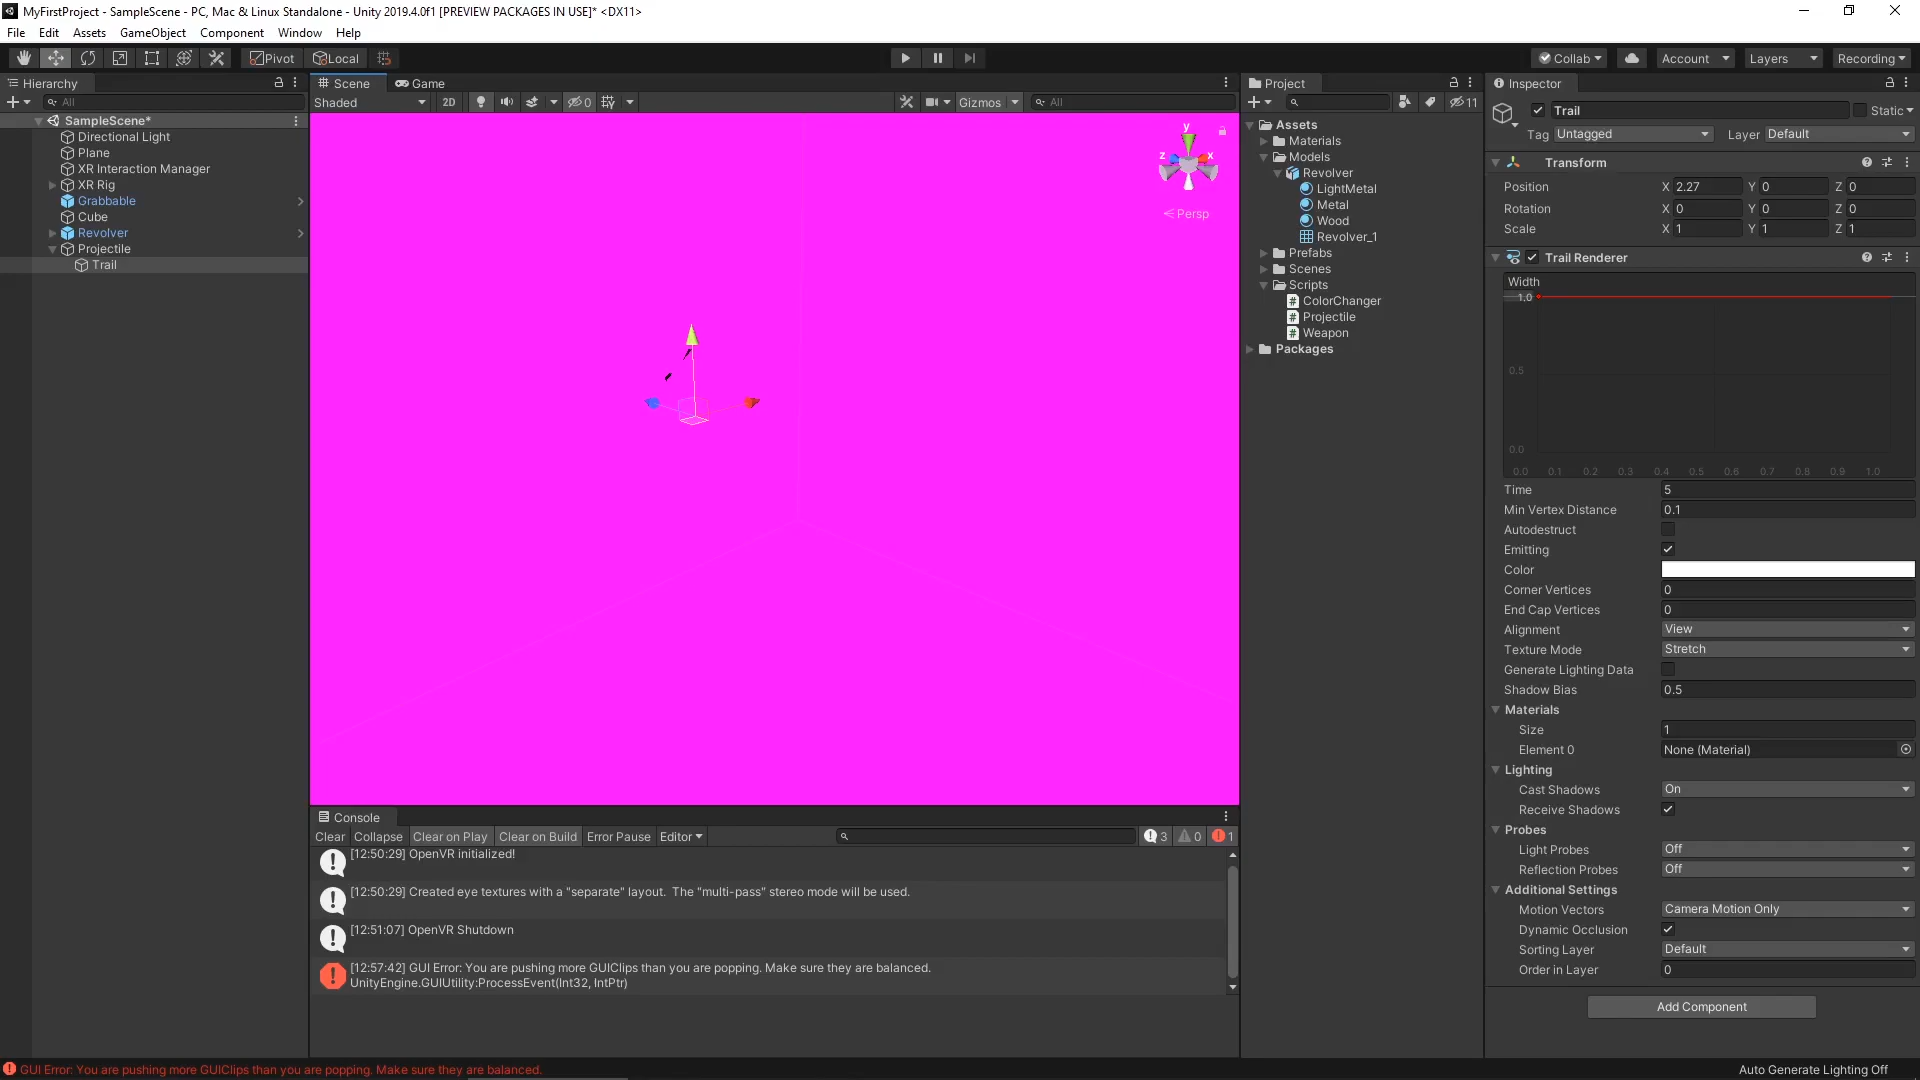 MyFirstProject - SampleScene - PC, Mac & Linux Standalone - Unity 2019.4.0f1 [PREVIEW PACKAGES IN USE]* <DX11>
File Edit Assets GameObject Component Window Help
Pivot Local Collab Account Layers Recording
Hierarchy
All
SampleScene*
Directional Light
Plane
XR Interaction Manager
XR Rig
Grabbable
Cube
Revolver
Projectile
Trail
Scene Game
Shaded 2D 0 Gizmos All
y
z x
Persp
Console
Clear Collapse Clear on Play Clear on Build Error Pause Editor 3 0 1
[12:50:29] OpenVR initialized!
[12:50:29] Created eye textures with a "separate" layout.  The "multi-pass" stereo mode will be used.
[12:51:07] OpenVR Shutdown
[12:57:42] GUI Error: You are pushing more GUIClips than you are popping. Make sure they are balanced.
UnityEngine.GUIUtility:ProcessEvent(Int32, IntPtr)
Project
11
Assets
Materials
Models
Revolver
LightMetal
Metal
Wood
Revolver_1
Prefabs
Scenes
Scripts
ColorChanger
Projectile
Weapon
Packages
Inspector
Trail Static
Tag Untagged Layer Default
Transform
Position X 2.27 Y 0 Z 0
Rotation X 0 Y 0 Z 0
Scale X 1 Y 1 Z 1
Trail Renderer
Width
1.0
0.5
0.0
0.0 0.1 0.2 0.3 0.4 0.5 0.6 0.7 0.8 0.9 1.0
Time 5
Min Vertex Distance 0.1
Autodestruct
Emitting
Color
Corner Vertices 0
End Cap Vertices 0
Alignment View
Texture Mode Stretch
Generate Lighting Data
Shadow Bias 0.5
Materials
Size 1
Element 0 None (Material)
Lighting
Cast Shadows On
Receive Shadows
Probes
Light Probes Off
Reflection Probes Off
Additional Settings
Motion Vectors Camera Motion Only
Dynamic Occlusion
Sorting Layer Default
Order in Layer 0
Add Component
GUI Error: You are pushing more GUIClips than you are popping. Make sure they are balanced.
Auto Generate Lighting Off